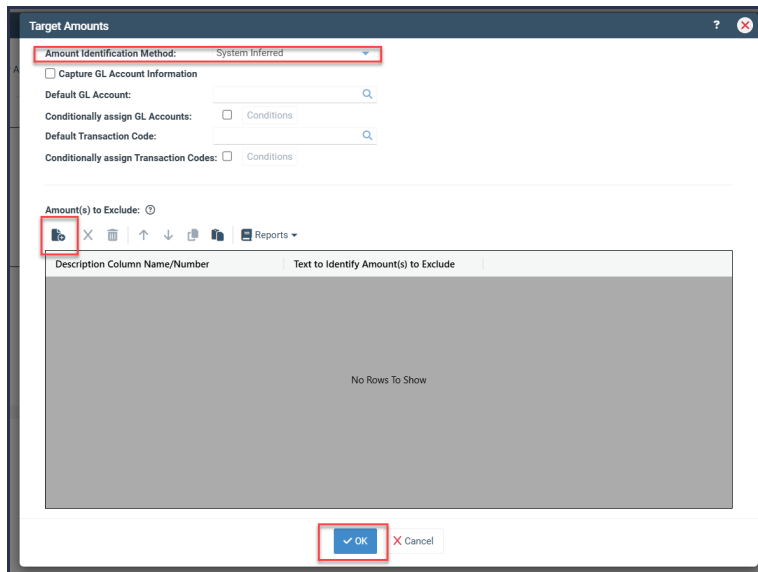 Target Amounts ?
Amount Identification Method: System Inferred
A
Capture GL Account Information
Default GL Account:
Conditionally assign GL Accounts: Conditions
Default Transaction Code:
Conditionally assign Transaction Codes: Conditions
Amount(s) to Exclude: ?
Reports
Description Column Name/Number Text to Identify Amount(s) to Exclude
No Rows To Show
OK Cancel